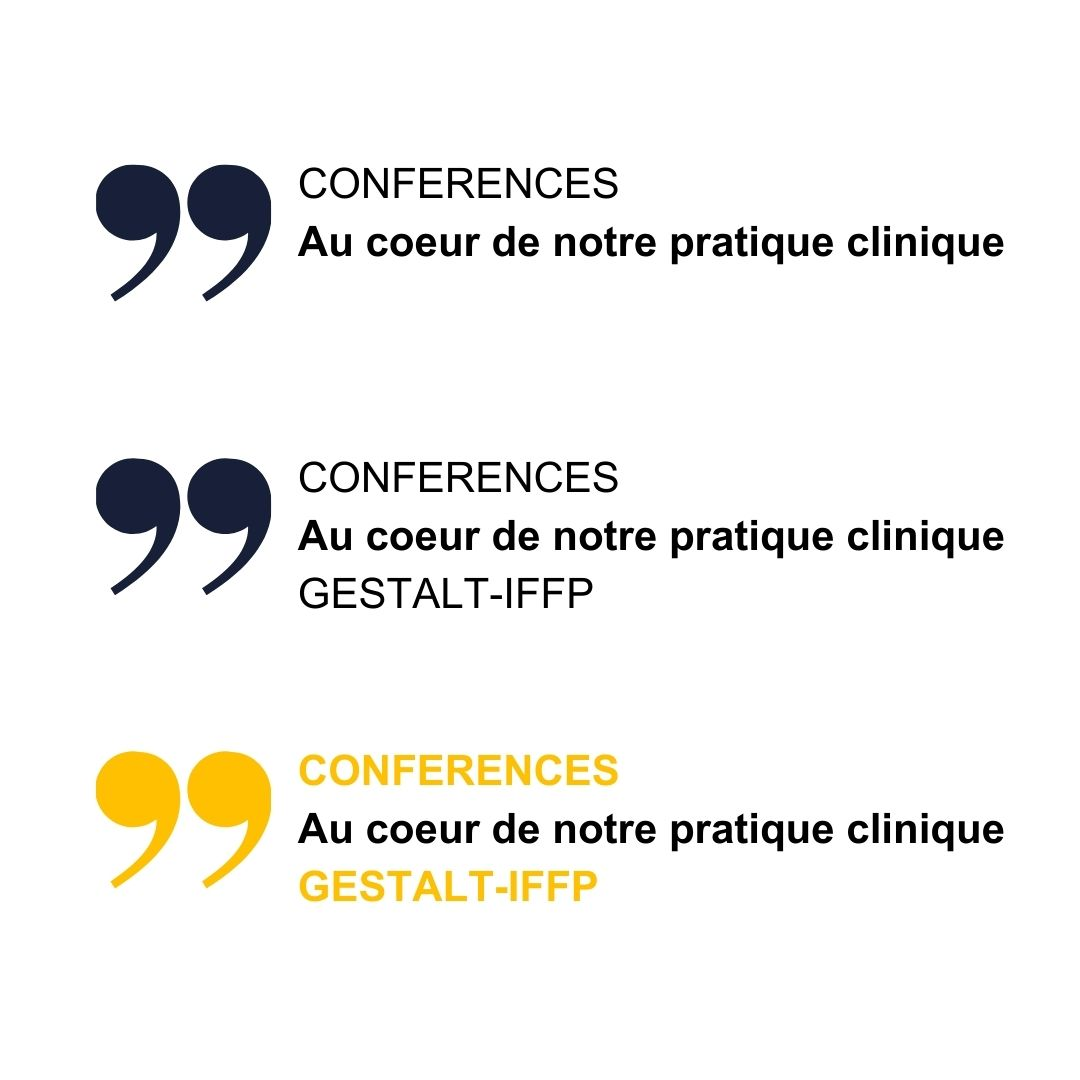 CONFERENCES
Au coeur de notre pratique clinique
CONFERENCES
Au coeur de notre pratique clinique
GESTALT-IFFP
CONFERENCES
Au coeur de notre pratique clinique
GESTALT-IFFP